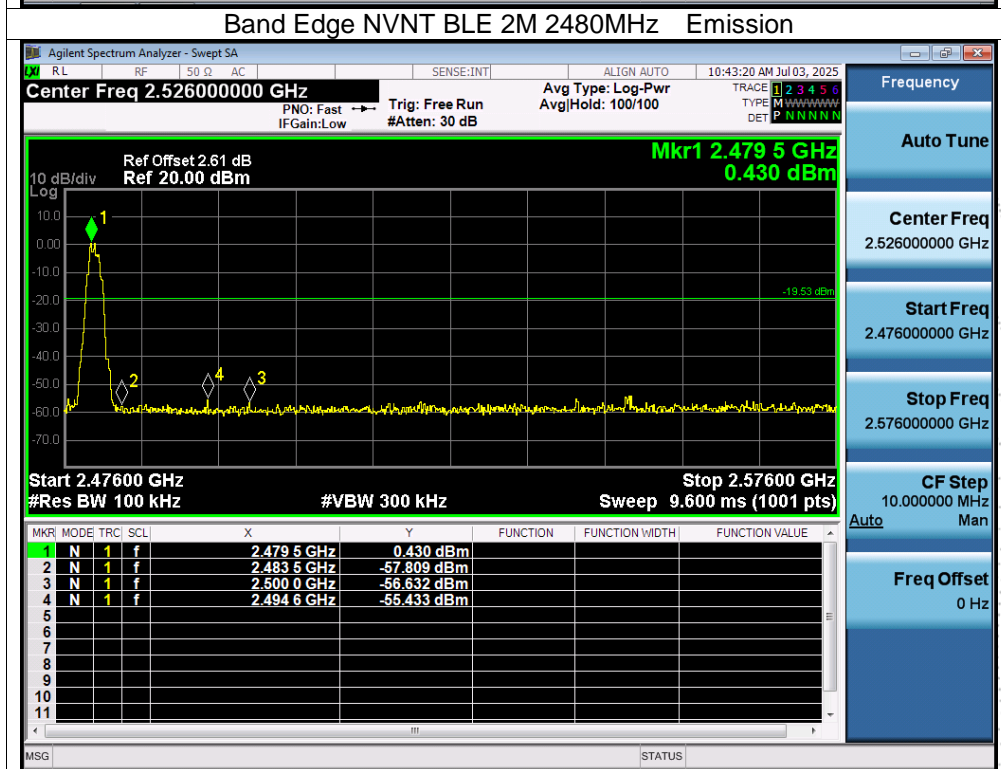 Band Edge NVNT BLE 2M 2480MHz Emission
Agilent Spectrum Analyzer - Swept SA
LXI RL RF 50 Ω AC SENSE:INT ALIGN AUTO 10:43:20 AM Jul 03, 2025
Center Freq 2.526000000 GHz Avg Type: Log-Pwr TRACE 1 2 3 4 5 6
PNO: Fast Trig: Free Run Avg|Hold: 100/100 TYPE M WWWWW
IFGain:Low #Atten: 30 dB DET P N N N N N
Mkr1 2.479 5 GHz
0.430 dBm
Ref Offset 2.61 dB
10 dB/div Ref 20.00 dBm
Log
10.0
0.00
-10.0
-20.0
-30.0
-40.0
-50.0
-60.0
-70.0
1
2
4
3
-19.53 dBm
Start 2.47600 GHz Stop 2.57600 GHz
#Res BW 100 kHz #VBW 300 kHz Sweep 9.600 ms (1001 pts)
MKR MODE TRC SCL X Y FUNCTION FUNCTION WIDTH FUNCTION VALUE
1 N 1 f 2.479 5 GHz 0.430 dBm
2 N 1 f 2.483 5 GHz -57.809 dBm
3 N 1 f 2.500 0 GHz -56.632 dBm
4 N 1 f 2.494 6 GHz -55.433 dBm
5
6
7
8
9
10
11
MSG STATUS
Frequency
Auto Tune
Center Freq
2.526000000 GHz
Start Freq
2.476000000 GHz
Stop Freq
2.576000000 GHz
CF Step
10.000000 MHz
Auto Man
Freq Offset
0 Hz